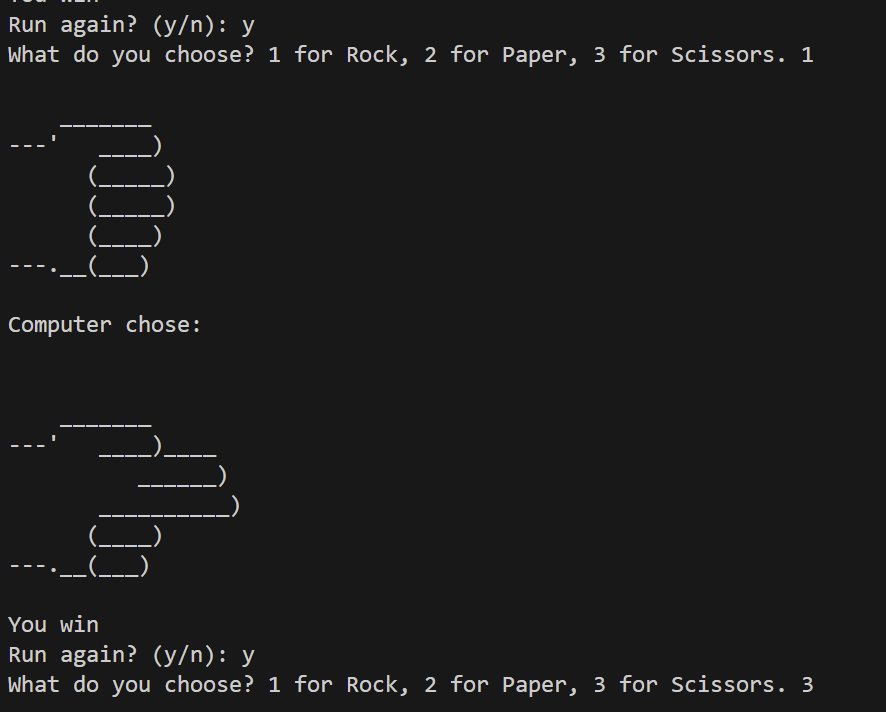 You win
Run again? (y/n): y
What do you choose? 1 for Rock, 2 for Paper, 3 for Scissors. 1
    _______
---'   ____)
      (_____)
      (_____)
      (____)
---.__(___)
Computer chose:
    _______
---'   ____)____
          ______)
       __________)
      (____)
---.__(___)
You win
Run again? (y/n): y
What do you choose? 1 for Rock, 2 for Paper, 3 for Scissors. 3